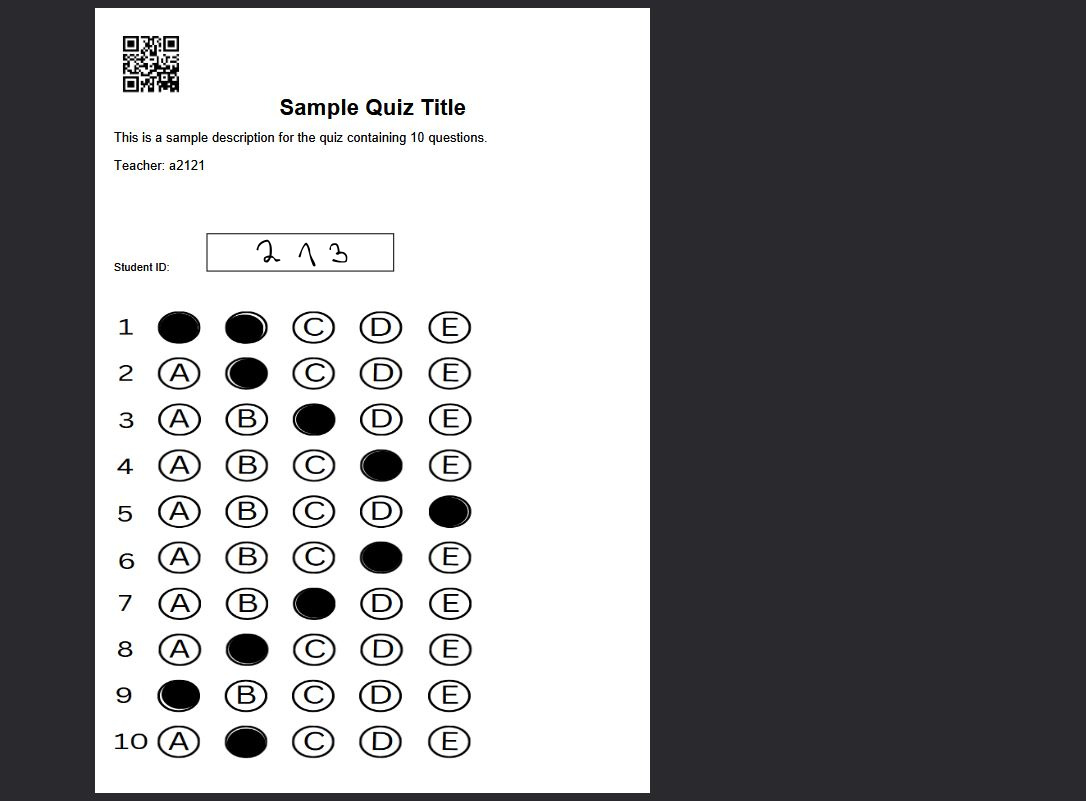 Sample Quiz Title
This is a sample description for the quiz containing 10 questions.
Teacher: a2121
Student ID: 213
1 C D E
2 A C D E
3 A B D E
4 A B C E
5 A B C D
6 A B C E
7 A B D E
8 A C D E
9 B C D E
10 A C D E